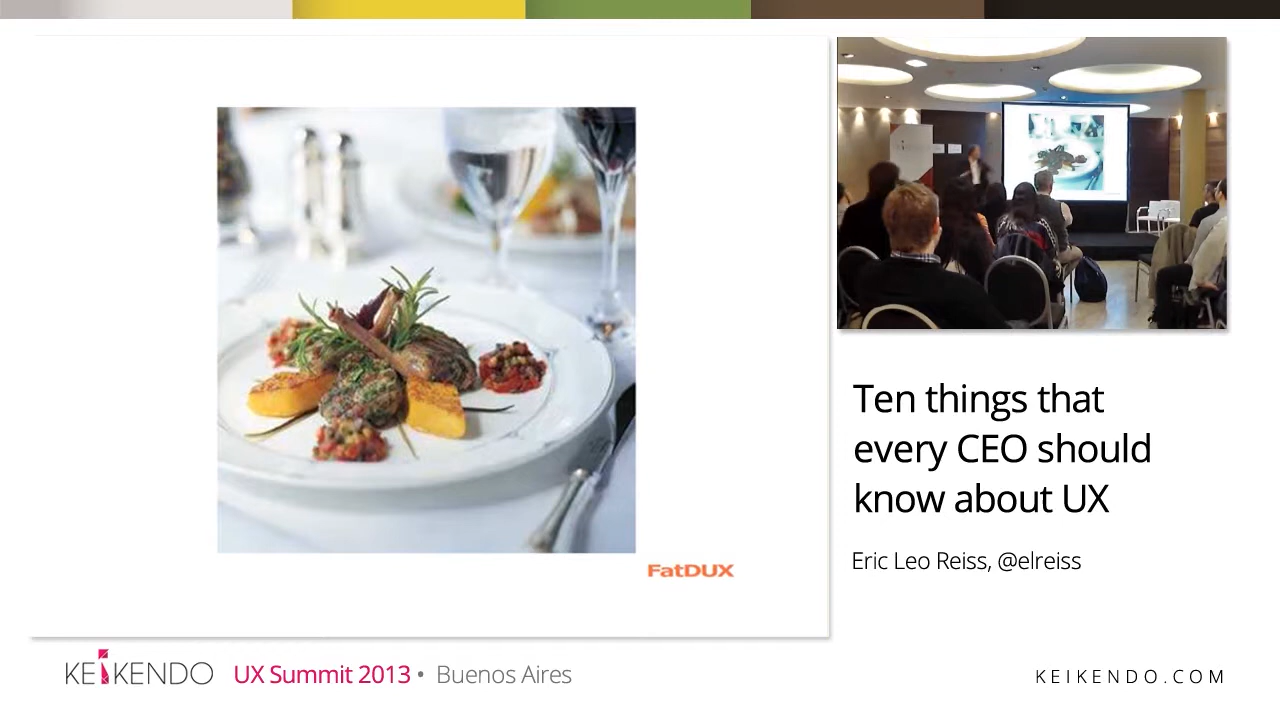 FatDUX
Ten things that
every CEO should
know about UX
Eric Leo Reiss, @elreiss
KEIKENDO UX Summit 2013 • Buenos Aires
KEIKENDO.COM